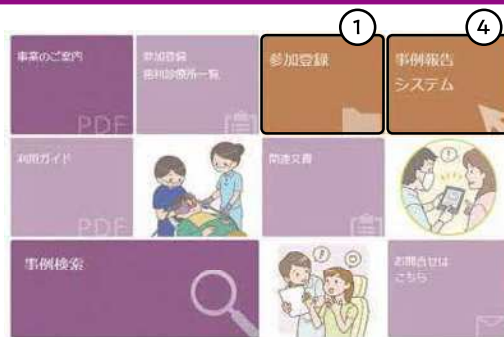 ①
④
事業のご案内
PDF
参加登録
歯科診療所一覧
参加登録
事例報告
システム
利用ガイド
PDF
関連文書
事例検索
お問合せは
こちら